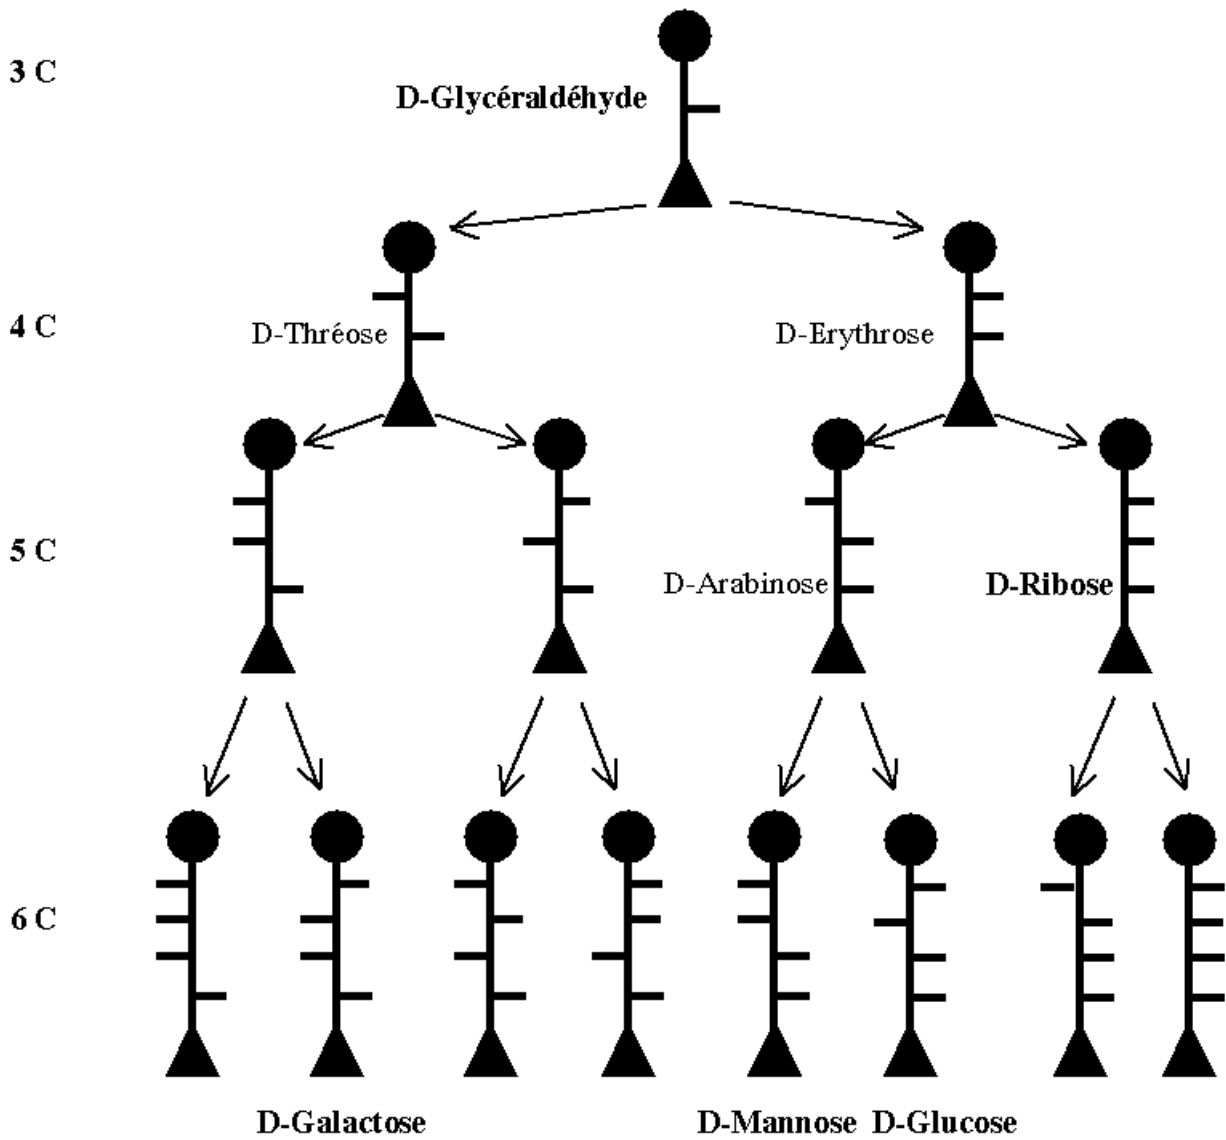 3 C
D-Glycéraldéhyde
4 C
D-Thréose
D-Erythrose
5 C
D-Arabinose
D-Ribose
6 C
D-Galactose
D-Mannose
D-Glucose